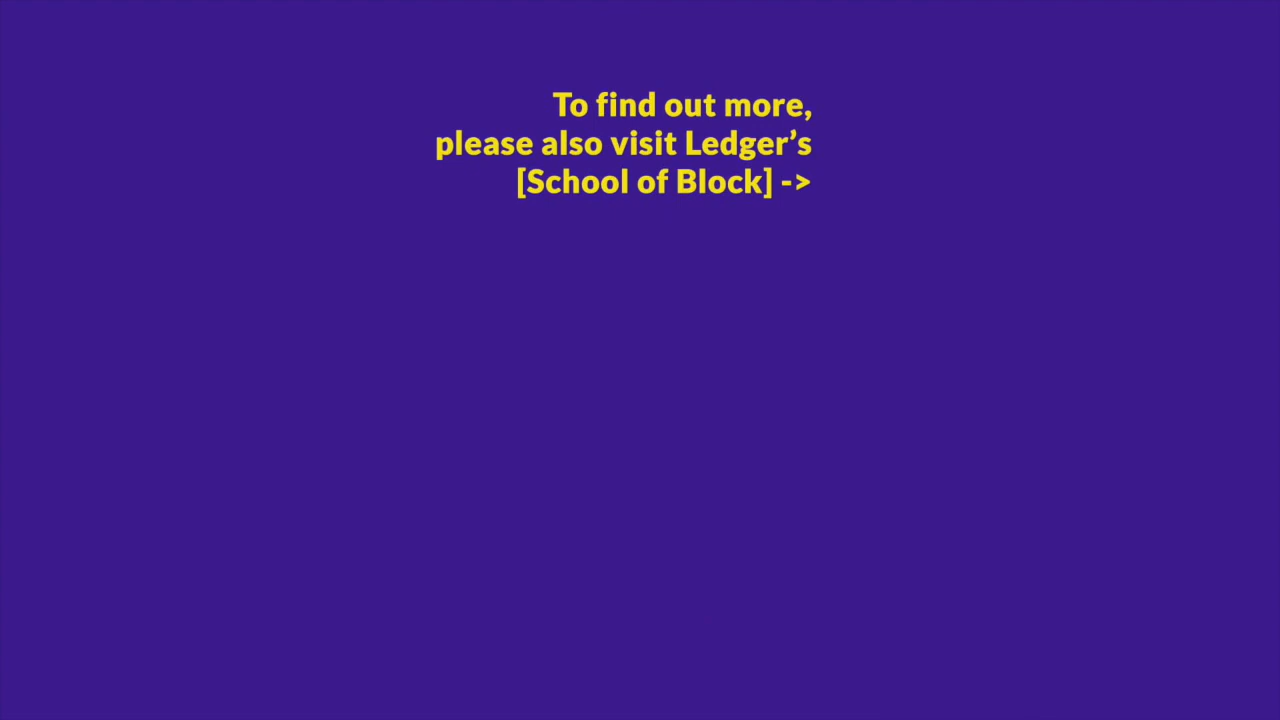 To find out more,
please also visit Ledger’s
[School of Block] ->